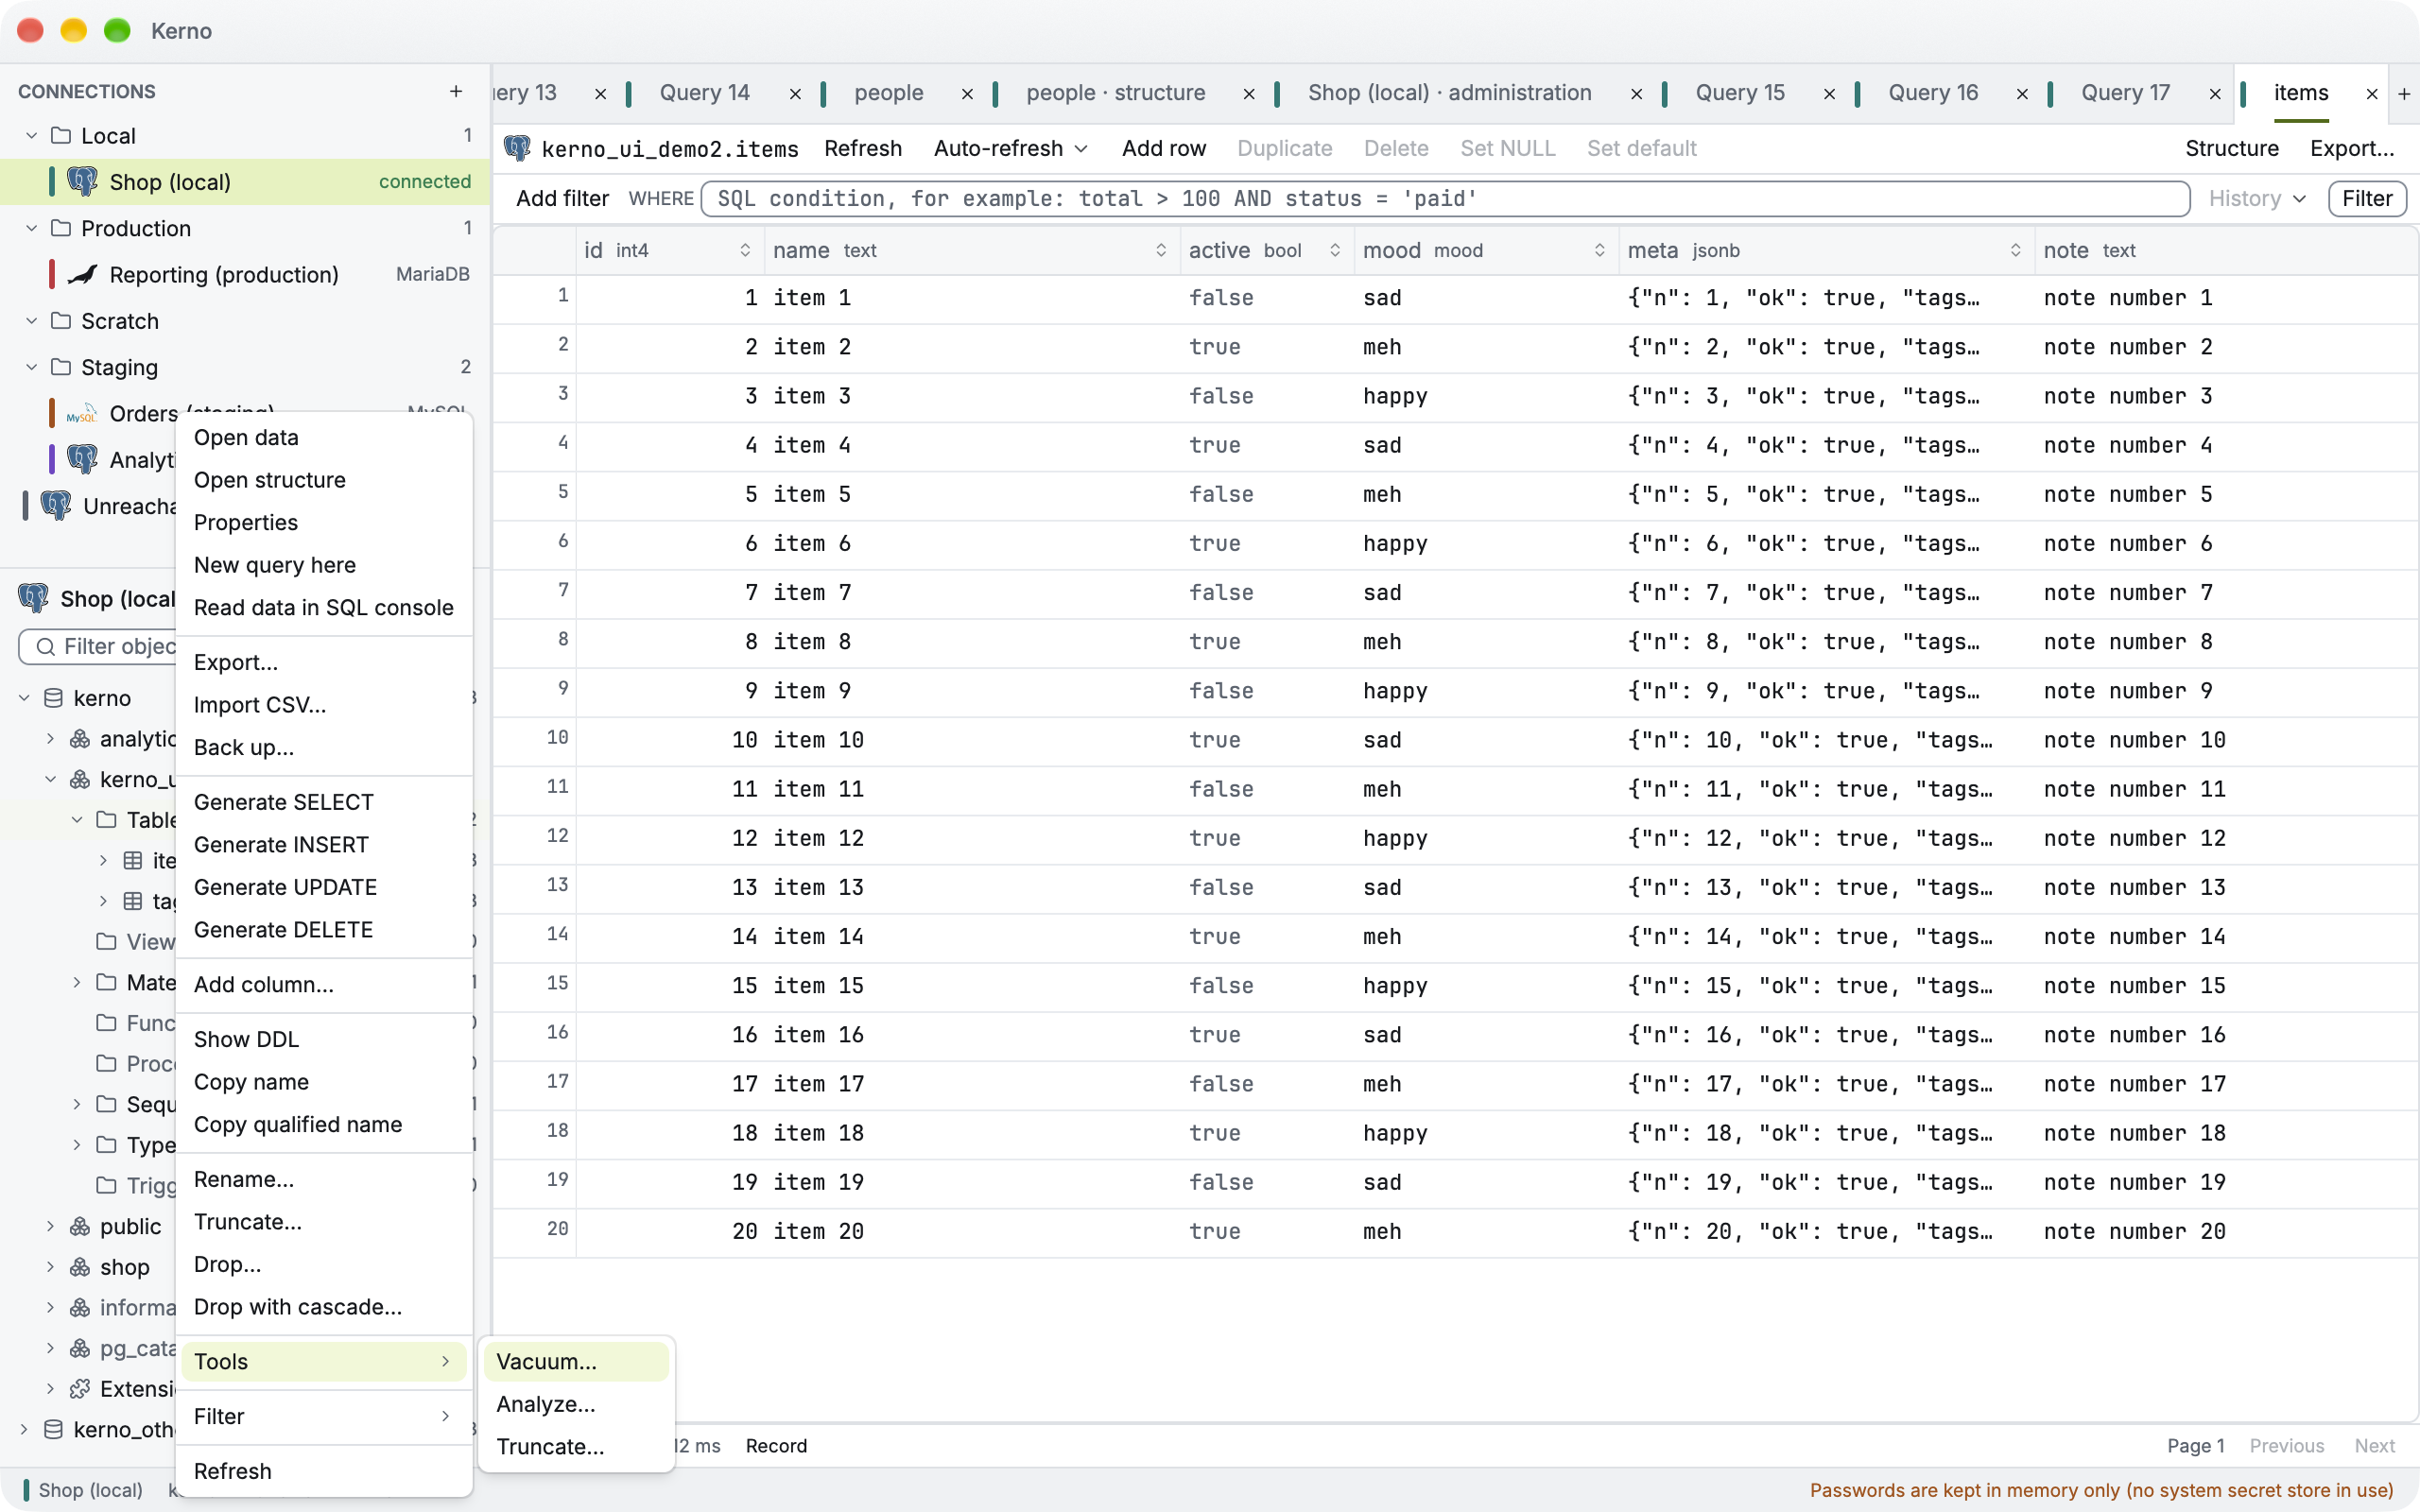 Kerno
CONNECTIONS
Local 1
Shop (local) connected
Production 1
Reporting (production) MariaDB
Scratch
Staging 2
MySQL Orders (staging) MySQL
Shop (local
Filter objec
kerno
public
shop
Open data
Open structure
Properties
New query here
Read data in SQL console
Export...
Import CSV...
Back up...
Generate SELECT
Generate INSERT
Generate UPDATE
Generate DELETE
Add column...
Show DDL
Copy name
Copy qualified name
Rename...
Truncate...
Drop...
Drop with cascade...
Tools
Filter
Refresh
Vacuum...
Analyze...
Truncate...
ery 13 Query 14 people people · structure Shop (local) · administration Query 15 Query 16 Query 17 items
kerno_ui_demo2.items Refresh Auto-refresh Add row Duplicate Delete Set NULL Set default Structure Export...
Add filter WHERE SQL condition, for example: total > 100 AND status = 'paid' History Filter
id int4 name text active bool mood mood meta jsonb note text
1 1 item 1 false sad {"n": 1, "ok": true, "tags… note number 1
2 2 item 2 true meh {"n": 2, "ok": true, "tags… note number 2
3 3 item 3 false happy {"n": 3, "ok": true, "tags… note number 3
4 4 item 4 true sad {"n": 4, "ok": true, "tags… note number 4
5 5 item 5 false meh {"n": 5, "ok": true, "tags… note number 5
6 6 item 6 true happy {"n": 6, "ok": true, "tags… note number 6
7 7 item 7 false sad {"n": 7, "ok": true, "tags… note number 7
8 8 item 8 true meh {"n": 8, "ok": true, "tags… note number 8
9 9 item 9 false happy {"n": 9, "ok": true, "tags… note number 9
10 10 item 10 true sad {"n": 10, "ok": true, "tags… note number 10
11 11 item 11 false meh {"n": 11, "ok": true, "tags… note number 11
12 12 item 12 true happy {"n": 12, "ok": true, "tags… note number 12
13 13 item 13 false sad {"n": 13, "ok": true, "tags… note number 13
14 14 item 14 true meh {"n": 14, "ok": true, "tags… note number 14
15 15 item 15 false happy {"n": 15, "ok": true, "tags… note number 15
16 16 item 16 true sad {"n": 16, "ok": true, "tags… note number 16
17 17 item 17 false meh {"n": 17, "ok": true, "tags… note number 17
18 18 item 18 true happy {"n": 18, "ok": true, "tags… note number 18
19 19 item 19 false sad {"n": 19, "ok": true, "tags… note number 19
20 20 item 20 true meh {"n": 20, "ok": true, "tags… note number 20
12 ms Record Page 1 Previous Next
Shop (local) Passwords are kept in memory only (no system secret store in use)